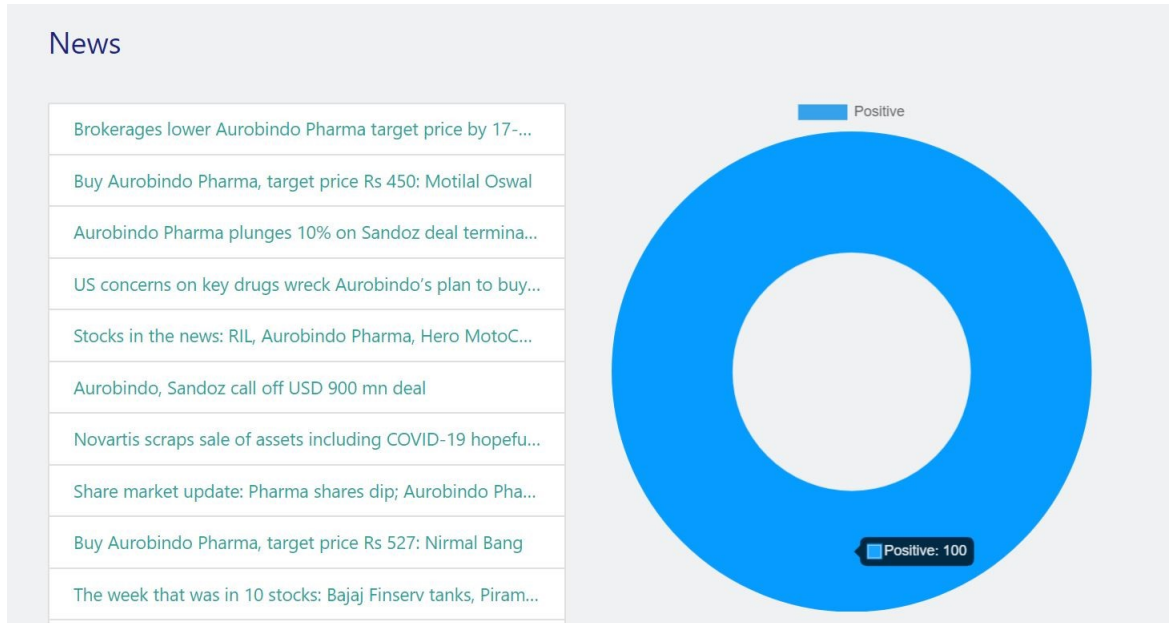 News
Brokerages lower Aurobindo Pharma target price by 17-...
Buy Aurobindo Pharma, target price Rs 450: Motilal Oswal
Aurobindo Pharma plunges 10% on Sandoz deal termina...
US concerns on key drugs wreck Aurobindo’s plan to buy...
Stocks in the news: RIL, Aurobindo Pharma, Hero MotoC...
Aurobindo, Sandoz call off USD 900 mn deal
Novartis scraps sale of assets including COVID-19 hopefu...
Share market update: Pharma shares dip; Aurobindo Pha...
Buy Aurobindo Pharma, target price Rs 527: Nirmal Bang
The week that was in 10 stocks: Bajaj Finserv tanks, Piram...
Positive
Positive: 100